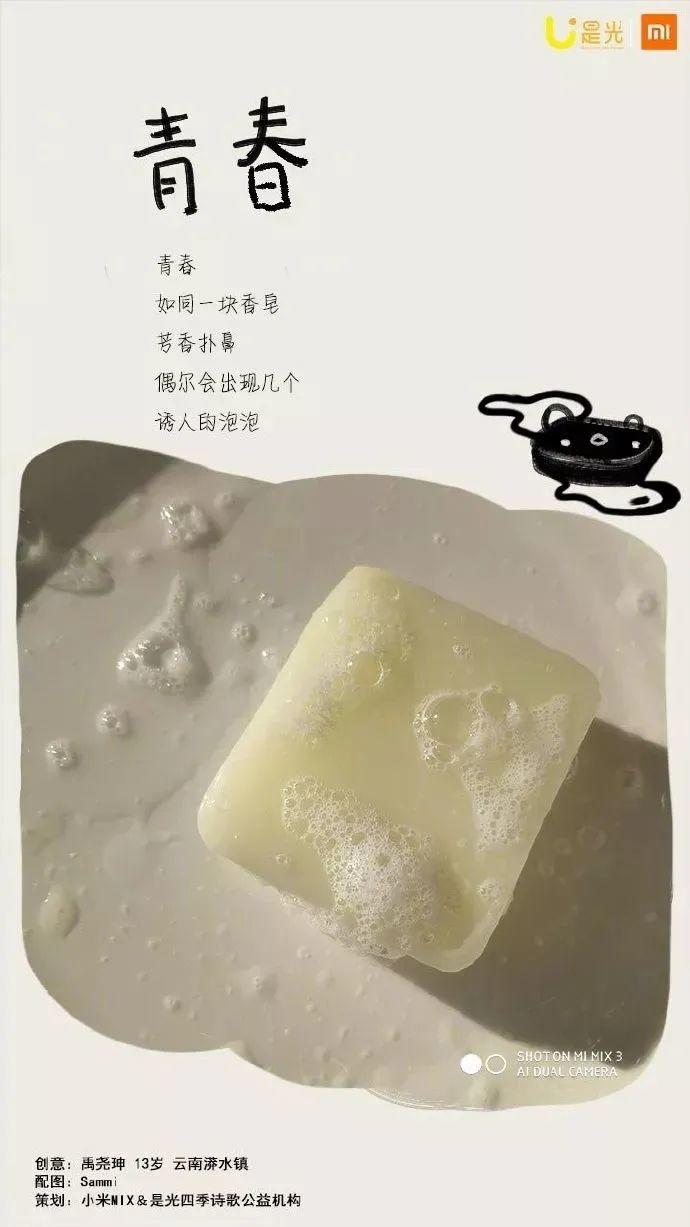 是光
mi
青春
青春
如同一块香皂
芳香扑鼻
偶尔会出现几个
诱人的泡泡
SHOT ON MI MIX 3
AI DUAL CAMERA
创意：禹尧珅 13岁 云南漭水镇
配图：Sammi
策划：小米MIX&是光四季诗歌公益机构